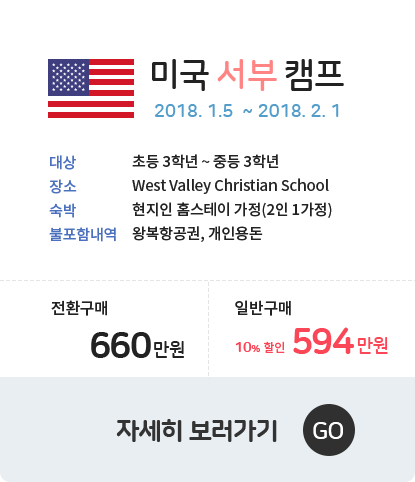 미국 서부 캠프
2018. 1.5 ~ 2018. 2. 1
대상 초등 3학년 ~ 중등 3학년
장소 West Valley Christian School
숙박 현지인 홈스테이 가정(2인 1가정)
불포함내역 왕복항공권, 개인용돈
전환구매
660만원
일반구매
10% 할인 594만원
자세히 보러가기 GO